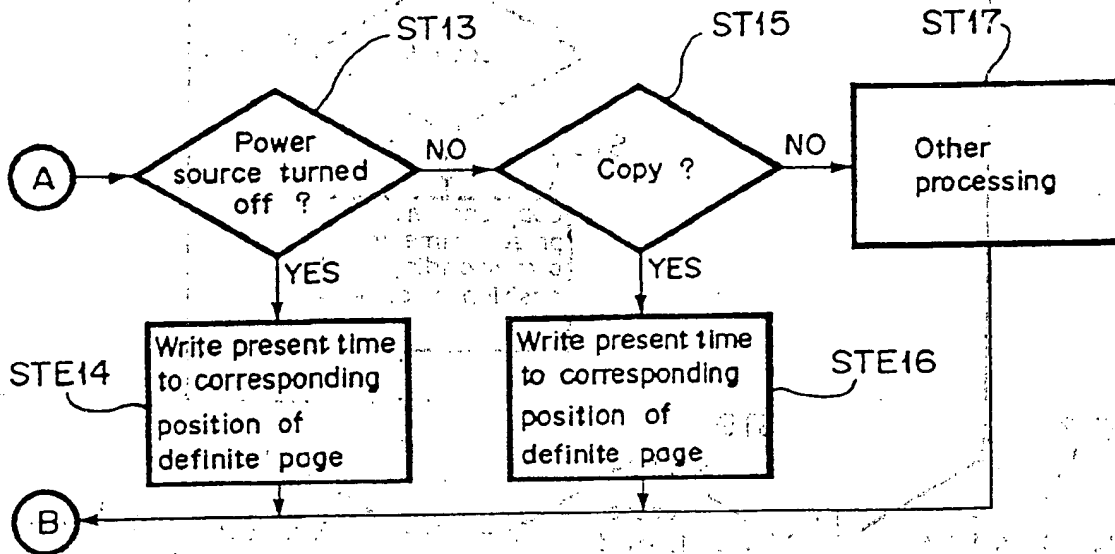 ST13
ST15
ST17
A
Power
source turned
off ?
NO
Copy ?
NO
Other
processing
YES
YES
STE14
Write present time
to corresponding
position of
definite page
Write present time
to corresponding
position of
definite page
STE16
B